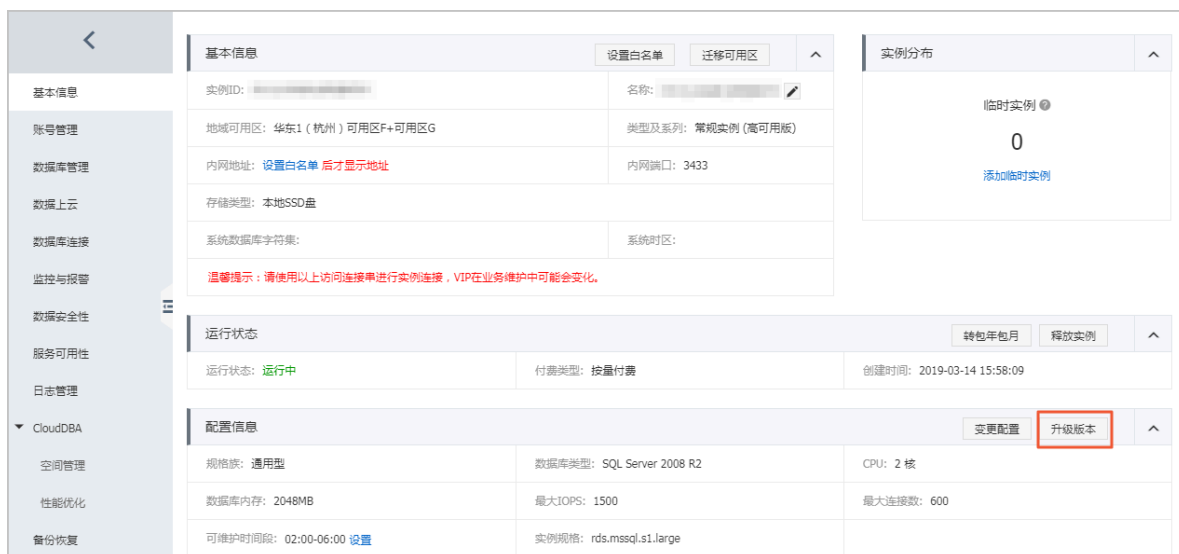 基本信息
账号管理
数据库管理
数据上云
数据库连接
监控与报警
数据安全性
服务可用性
日志管理
CloudDBA
空间管理
性能优化
备份恢复
基本信息 设置白名单 迁移可用区
实例ID: 名称:
地域可用区: 华东1 ( 杭州 ) 可用区F+可用区G 类型及系列: 常规实例 (高可用版)
内网地址: 设置白名单 后才显示地址 内网端口: 3433
存储类型: 本地SSD盘
系统数据库字符集: 系统时区:
温馨提示：请使用以上访问连接串进行实例连接，VIP在业务维护中可能会变化。
实例分布
临时实例
0
添加临时实例
运行状态 转包年包月 释放实例
运行状态: 运行中 付费类型: 按量付费 创建时间: 2019-03-14 15:58:09
配置信息 变更配置 升级版本
规格族: 通用型 数据库类型: SQL Server 2008 R2 CPU: 2 核
数据库内存: 2048MB 最大IOPS: 1500 最大连接数: 600
可维护时间段: 02:00-06:00 设置 实例规格: rds.mssql.s1.large